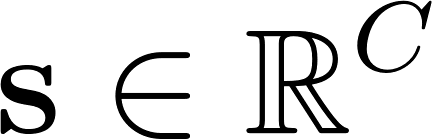 𝐬 ∈ ℝ^C